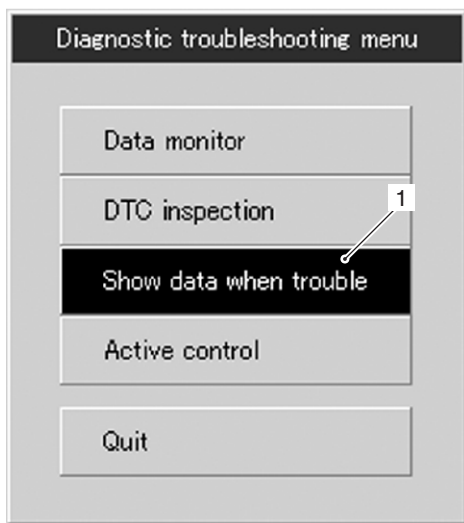 Diagnostic troubleshooting menu
Data monitor
DTC inspection
1
Show data when trouble
Active control
Quit